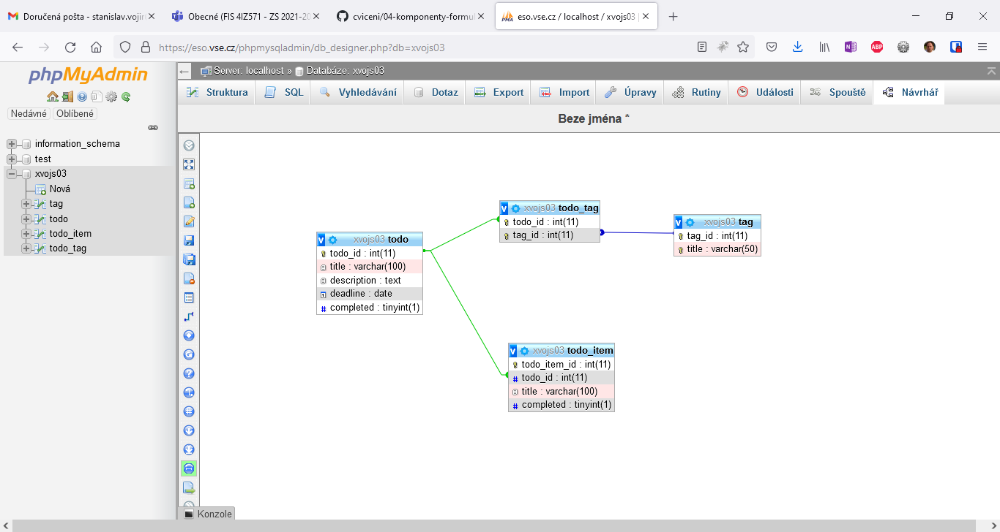 Doručená pošta - stanislav.vojir
Obecné (FIS 4IZ571 - ZS 2021-20
cviceni/04-komponenty-formul
eso.vse.cz / localhost / xvojs03 |
https://eso.vse.cz/phpmyadmin/db_designer.php?db=xvojs03
phpMyAdmin
Nedávné Oblíbené
information_schema
test
xvojs03
Nová
tag
todo
todo_item
todo_tag
Server: localhost » Databáze: xvojs03
Struktura SQL Vyhledávání Dotaz Export Import Úpravy Rutiny Události Spouště Návrhář
Beze jména *
v xvojs03 todo_tag
todo_id : int(11)
tag_id : int(11)
v xvojs03 tag
tag_id : int(11)
title : varchar(50)
v xvojs03 todo
todo_id : int(11)
title : varchar(100)
description : text
deadline : date
completed : tinyint(1)
v xvojs03 todo_item
todo_item_id : int(11)
todo_id : int(11)
title : varchar(100)
completed : tinyint(1)
Konzole